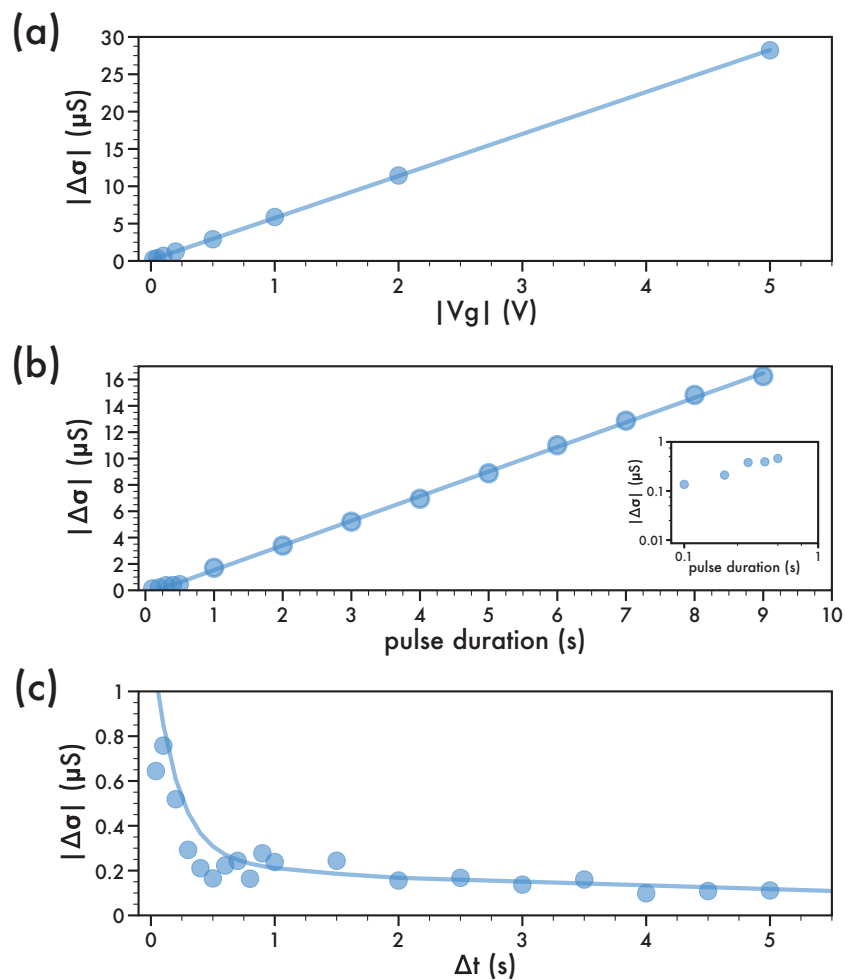 (a)
30
25
20
15
10
5
0
|Δσ| (µS)
0 1 2 3 4 5
|Vg| (V)
(b)
16
14
12
10
8
6
4
2
0
|Δσ| (µS)
1
0.1
0.01
|Δσ| (µS)
0.1 1
pulse duration (s)
0 1 2 3 4 5 6 7 8 9 10
pulse duration (s)
(c)
1
0.8
0.6
0.4
0.2
0
|Δσ| (µS)
0 1 2 3 4 5
Δt (s)